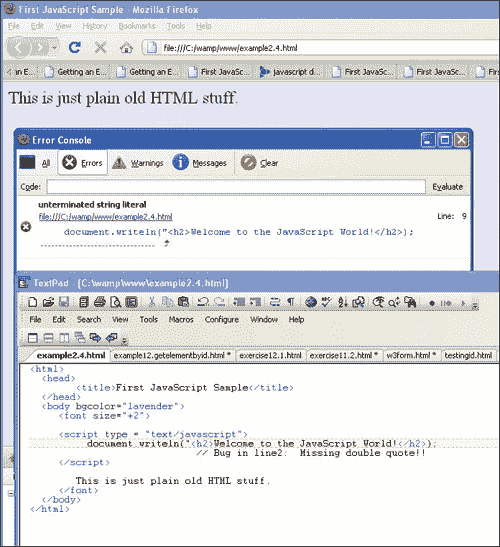 First JavaScript Sample - Mozilla Firefox
File Edit View History Bookmarks Tools Help
file:///C:/wamp/www/example2.4.html
Getting an E... Getting an E... First JavaSc... javascript d... First JavaSc... First JavaSc... First
This is just plain old HTML stuff.
Error Console
All Errors Warnings Messages Clear
Code: Evaluate
unterminated string literal
file:///C:/wamp/www/example2.4.html Line: 9
document.writeln("<h2>Welcome to the JavaScript World!</h2>);
TextPad - [C:\wamp\www\example2.4.html]
File Edit Search Tools Macros Configure Window Help
example2.4.html example12.getelementbyid.html * exercise12.1.html exercise11.2.html * w3form.html * testingid.html
<html>
<head>
<title>First JavaScript Sample</title>
</head>
<body bgcolor="lavender">
<font size="+2">
<script type = "text/javascript">
document.writeln("<h2>Welcome to the JavaScript World!</h2>);
// Bug in line2: Missing double quote!!
</script>
This is just plain old HTML stuff.
</font>
</body>
</html>